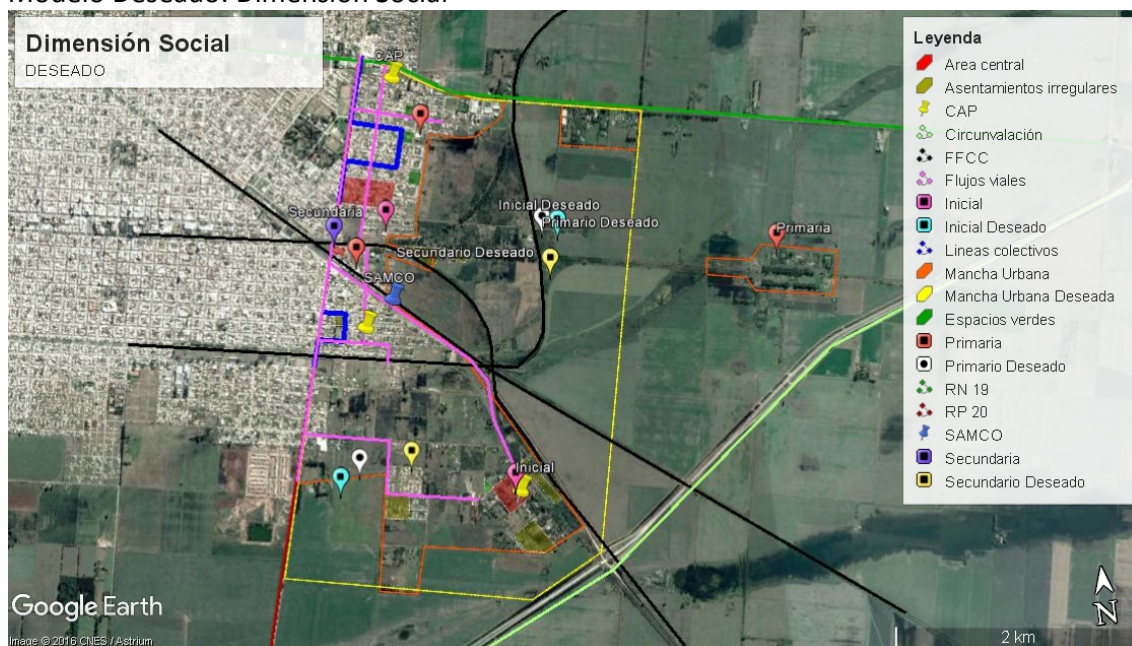 Modelo Deseado: Dimensión Social
Dimensión Social
DESEADO
CAP
Inicial Deseado
Primario Deseado
Secundaria
Primaria
Secundario Deseado
SAMCO
Inicial
Leyenda
Area central
Asentamientos irregulares
CAP
Circunvalación
FFCC
Flujos viales
Inicial
Inicial Deseado
Lineas colectivos
Mancha Urbana
Mancha Urbana Deseada
Espacios verdes
Primaria
Primario Deseado
RN 19
RP 20
SAMCO
Secundaria
Secundario Deseado
Google Earth
Image © 2016 CNES / Astrium
N
2 km